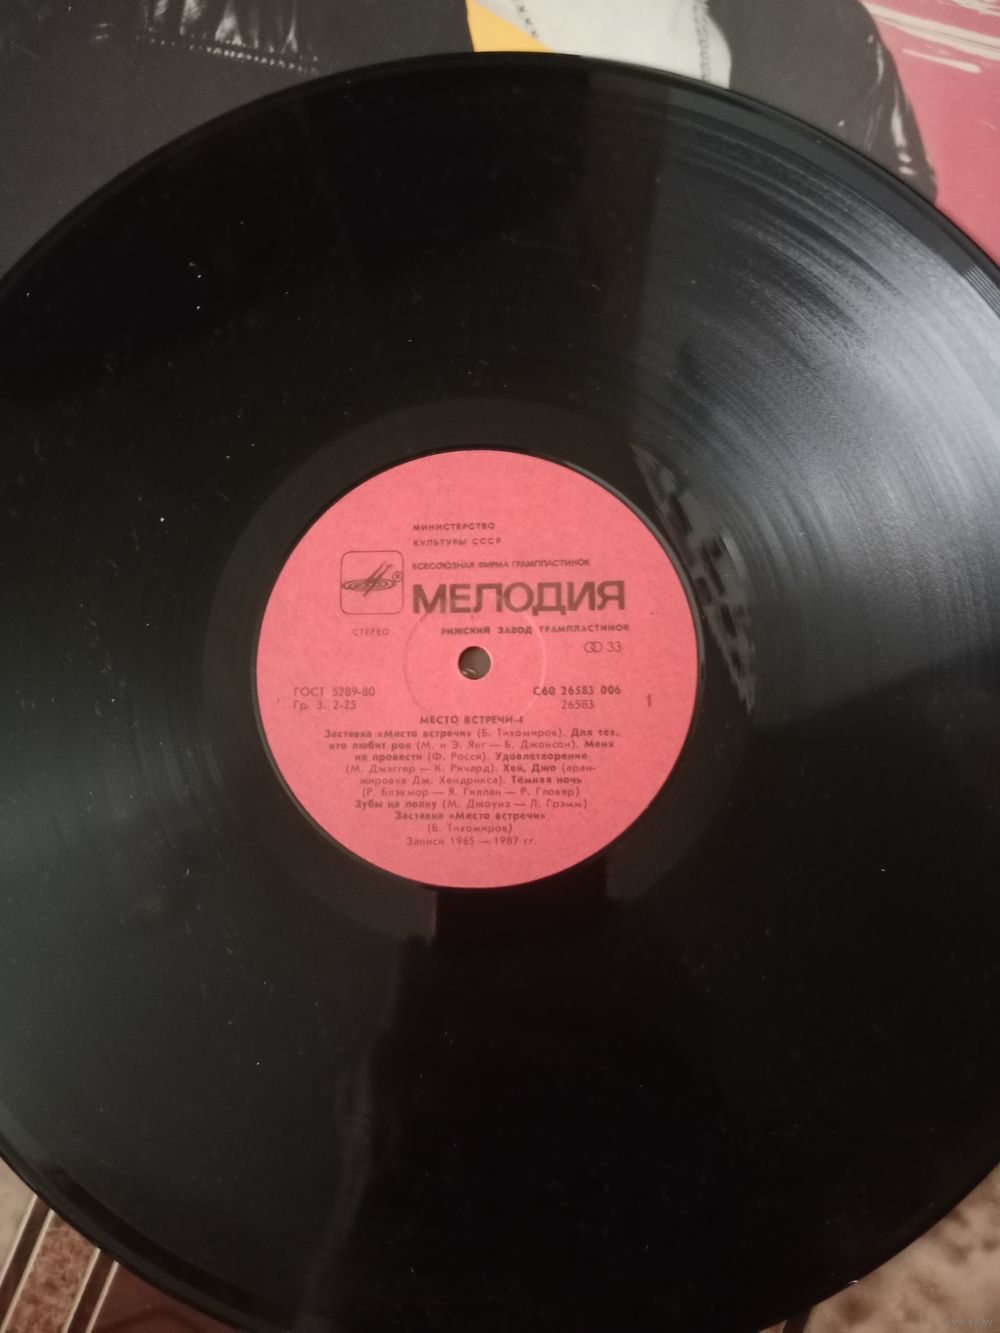 МИНИСТЕРСТВО
КУЛЬТУРЫ СССР
ВСЕСОЮЗНАЯ ФИРМА ГРАМПЛАСТИНОК
МЕЛОДИЯ
СТЕРЕО
РИЖСКИЙ ЗАВОД ГРАМПЛАСТИНОК
33
ГОСТ 5289-80
Гр. 3. 2-25
С60 26583 006
26583
1
МЕСТО ВСТРЕЧИ-4
Заставка «Место встречи» (Б. Тихомиров). Для тех,
кто любит рок (М. и Э. Янг — Б. Джонсон). Меня
не провести (Ф. Росси). Удовлетворение
(М. Джаггер — К. Ричард). Хей, Джо (аран-
жировка Дж. Хендрикса). Тёмная ночь
(Р. Блэкмор — Я. Гиллан — Р. Гловер)
Зубы на полку (М. Джоунз — Л. Грэмм)
Заставка «Место встречи»
(Б. Тихомиров)
Записи 1965 — 1987 гг.
www.ay.by